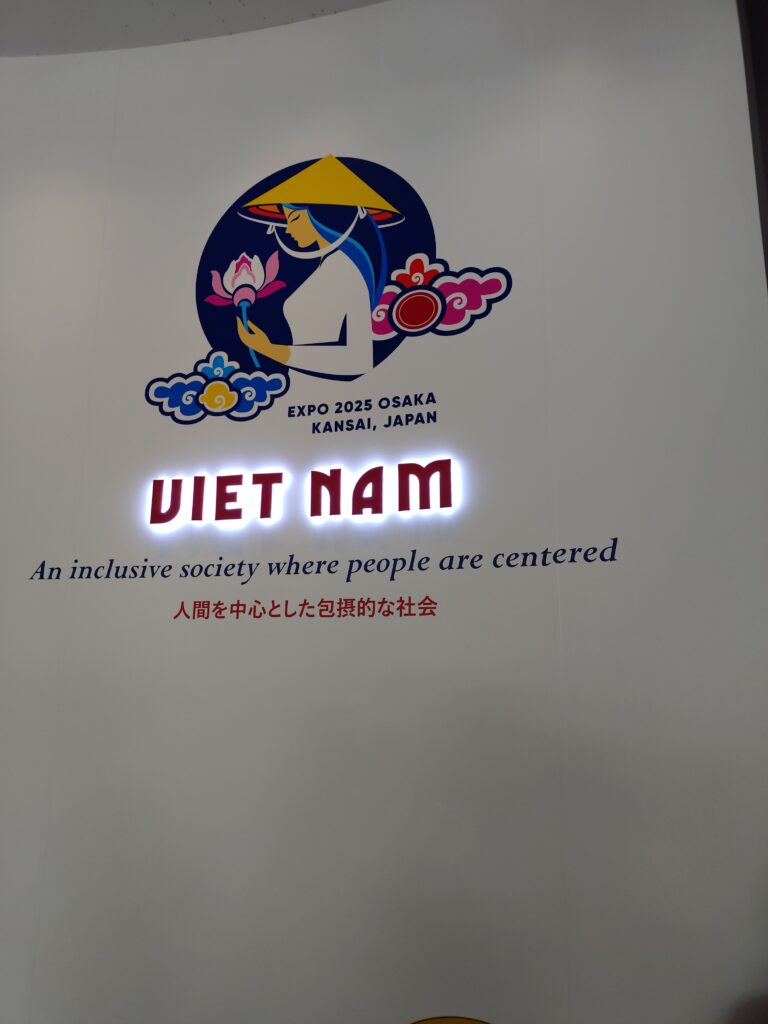 EXPO 2025 OSAKA
KANSAI, JAPAN
VIET NAM
An inclusive society where people are centered
人間を中心とした包摂的な社会